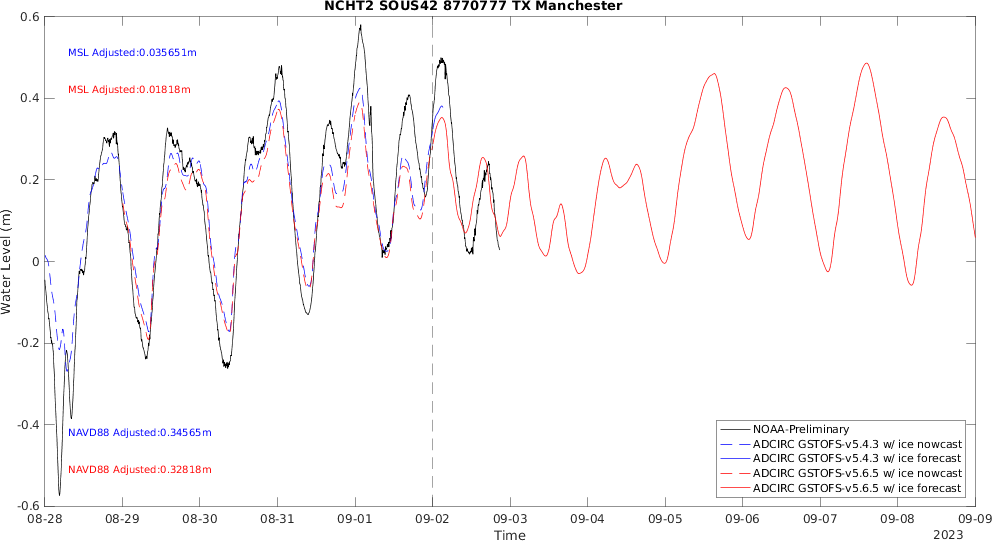 NCHT2 SOUS42 8770777 TX Manchester
MSL Adjusted:0.035651m
MSL Adjusted:0.01818m
NAVD88 Adjusted:0.34565m
NAVD88 Adjusted:0.32818m
Water Level (m)
0.6
0.4
0.2
0
-0.2
-0.4
-0.6
NOAA-Preliminary
ADCIRC GSTOFS-v5.4.3 w/ ice nowcast
ADCIRC GSTOFS-v5.4.3 w/ ice forecast
ADCIRC GSTOFS-v5.6.5 w/ ice nowcast
ADCIRC GSTOFS-v5.6.5 w/ ice forecast
08-28 08-29 08-30 08-31 09-01 09-02 09-03 09-04 09-05 09-06 09-07 09-08 09-09
Time
2023